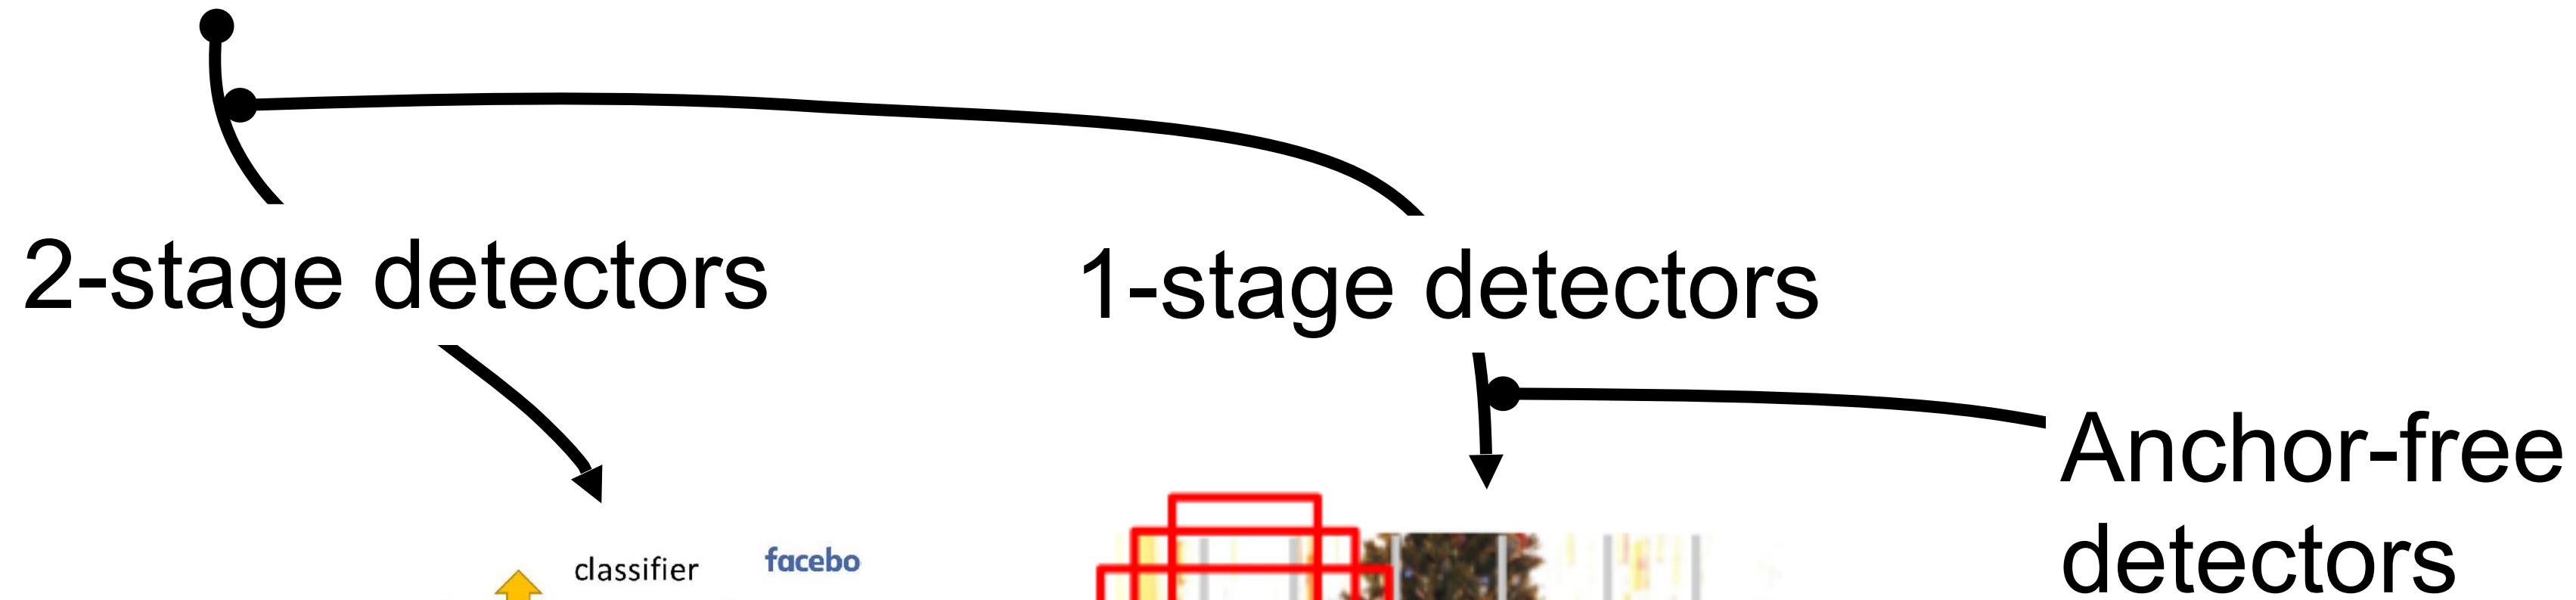 2-stage detectors
1-stage detectors
Anchor-free
detectors
classifier
facebo